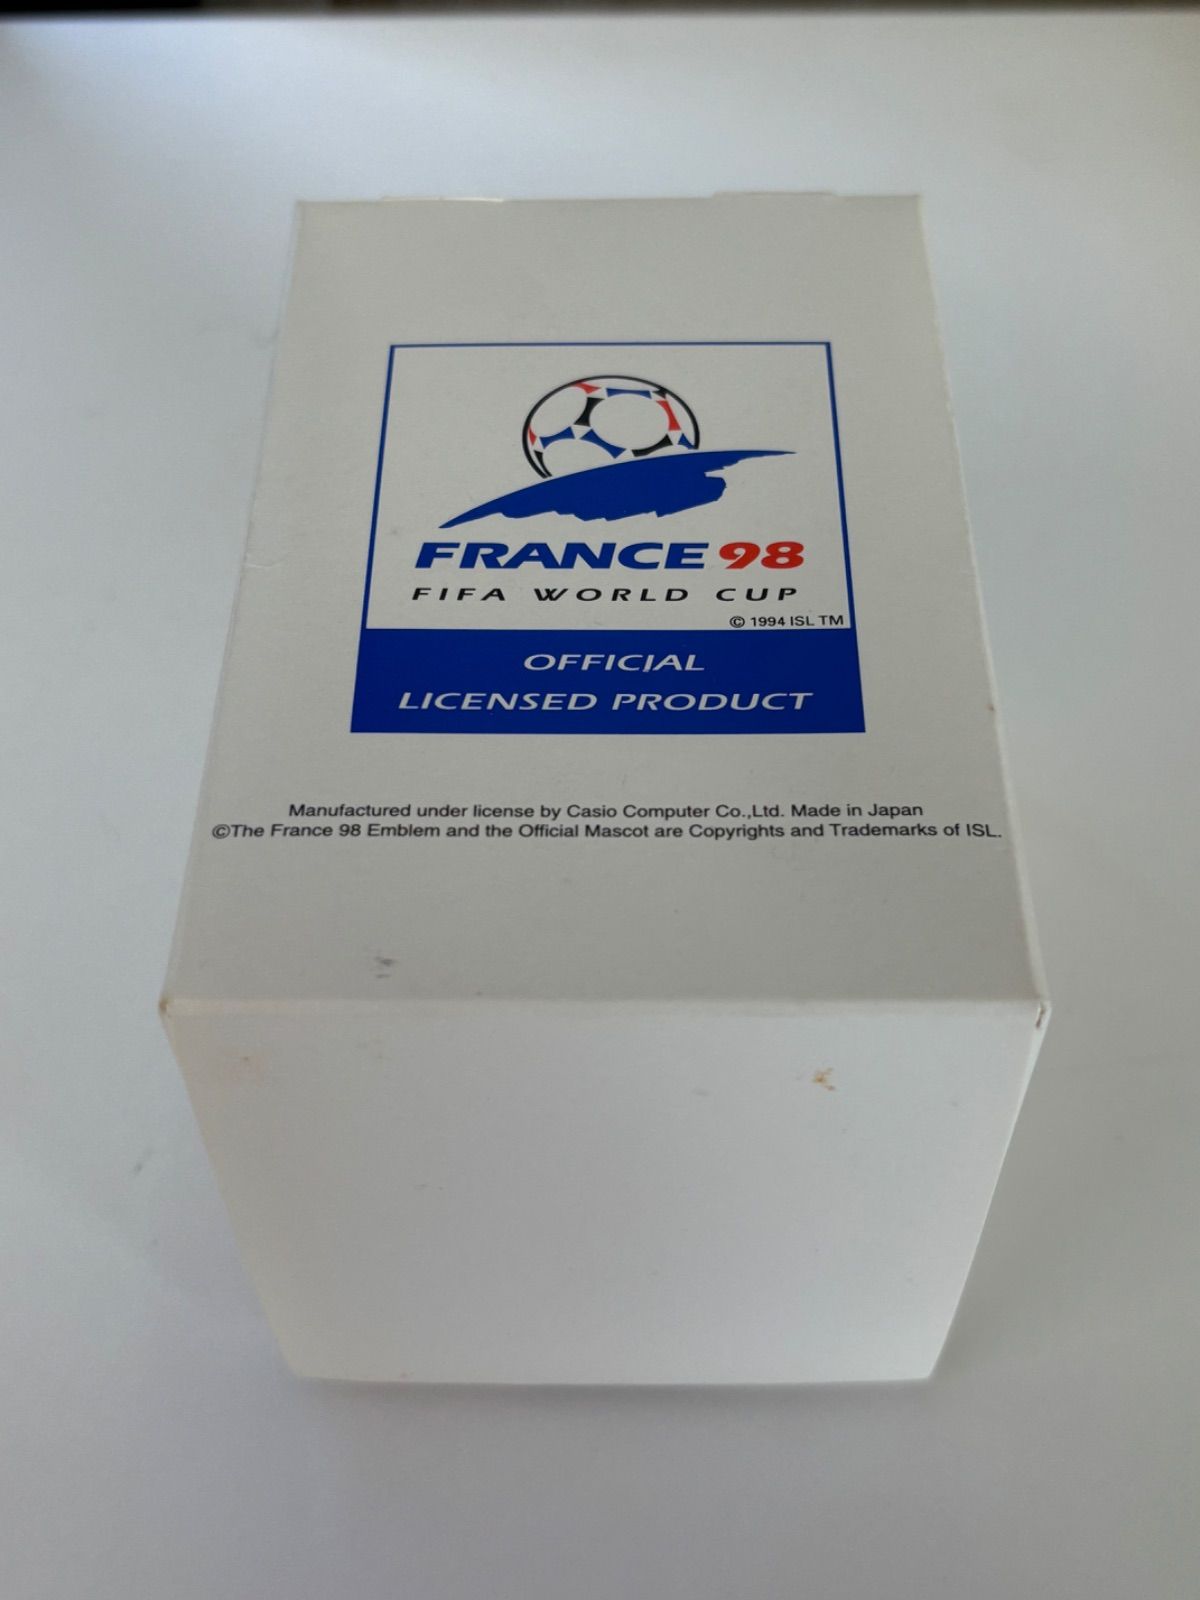 FRANCE 98
FIFA WORLD CUP
© 1994 ISL TM
OFFICIAL
LICENSED PRODUCT
Manufactured under license by Casio Computer Co.,Ltd. Made in Japan
©The France 98 Emblem and the Official Mascot are Copyrights and Trademarks of ISL.